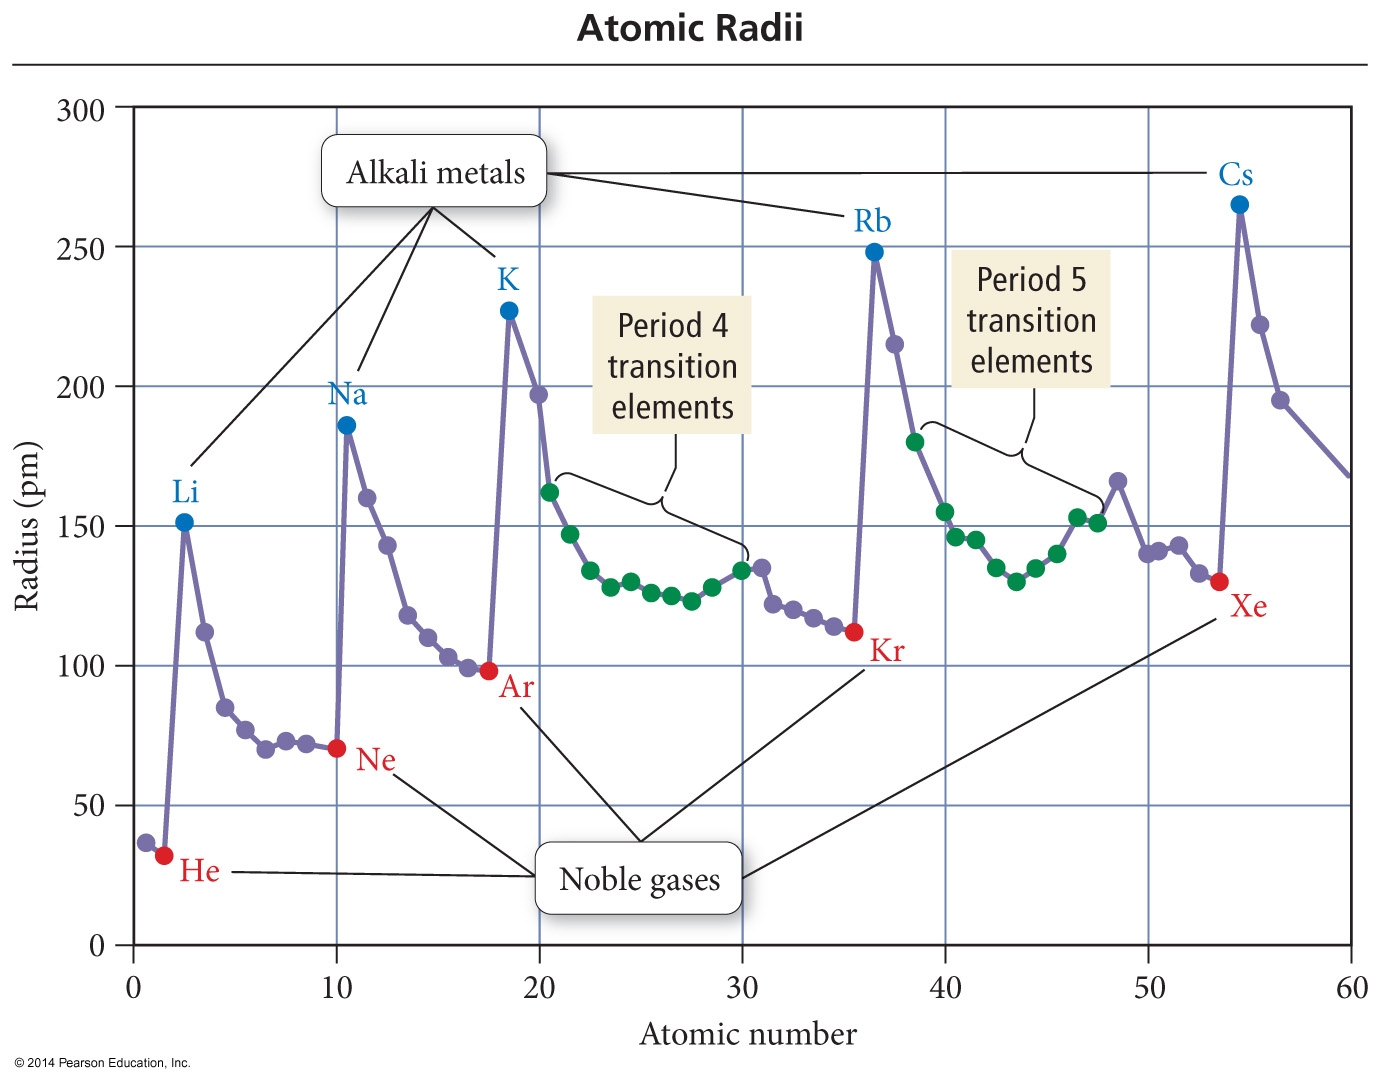 Atomic Radii
300
250
200
150
100
50
0
Radius (pm)
0 10 20 30 40 50 60
Atomic number
Alkali metals
Li
Na
K
Rb
Cs
Period 4
transition
elements
Period 5
transition
elements
He
Ne
Ar
Kr
Xe
Noble gases
© 2014 Pearson Education, Inc.